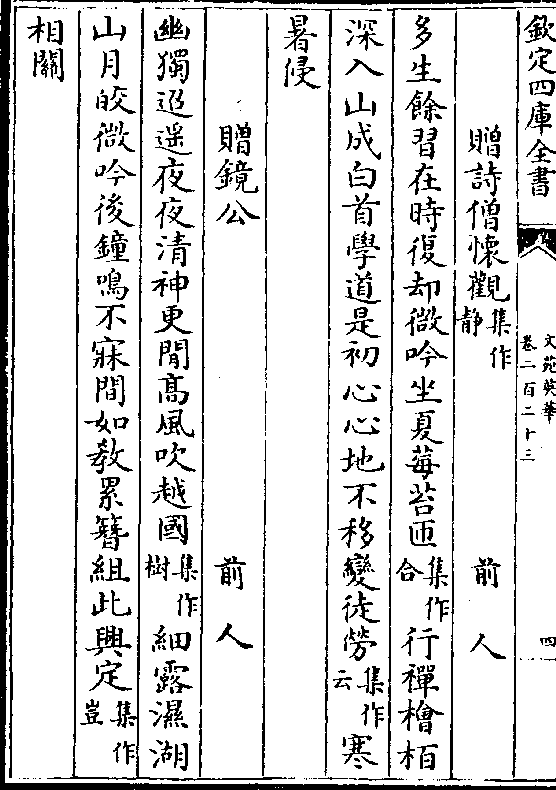 欽定四庫全書
文苑英華
卷二百二十三
四
贈詩僧懷觀集作静
前人
多生餘習在時復却微吟坐夏莓苔匝集作合行禪檜栢
深入山成白首學道是初心心地不移變徒勞集作云寒
暑侵
贈鏡公
前人
幽獨迢遥夜夜清神更閒髙風吹越國集作樹細露濕湖
山月皎微吟後鐘鳴不寐間如教累簪組此興定集作豈
相關